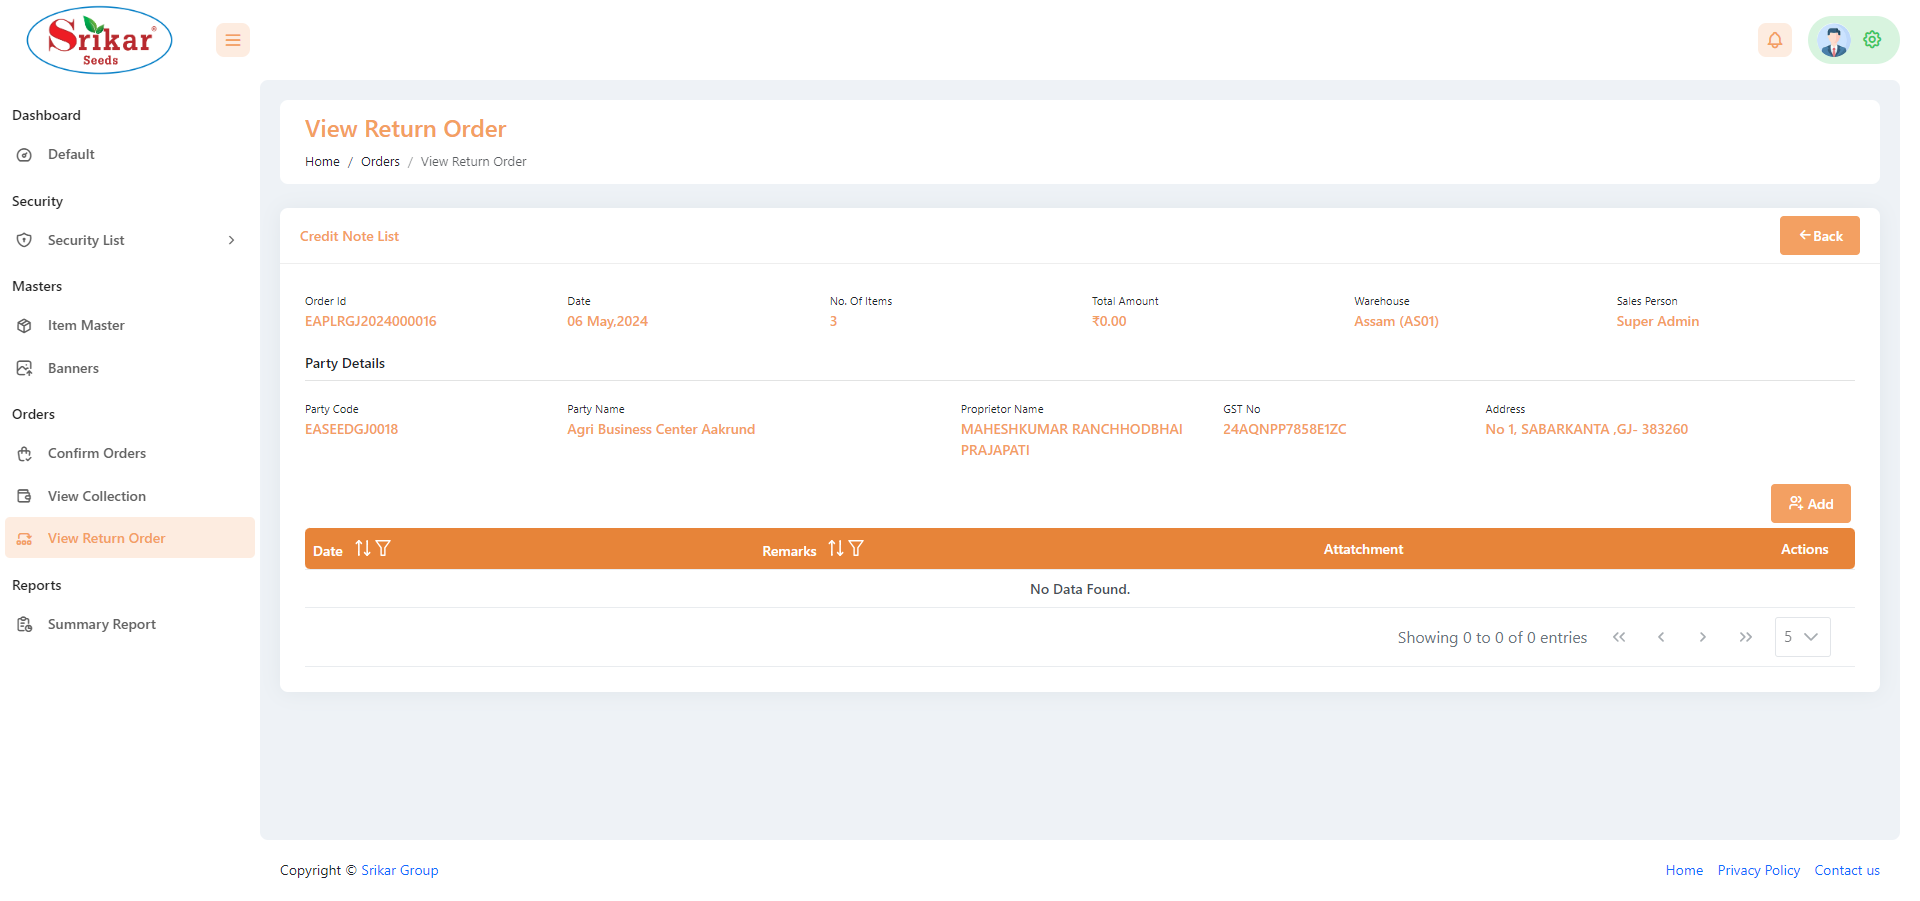 Srikar®
Seeds
Dashboard
Default
Security
Security List
Masters
Item Master
Banners
Orders
Confirm Orders
View Collection
View Return Order
Reports
Summary Report
View Return Order
Home / Orders / View Return Order
Credit Note List
Back
Order Id Date No. Of Items Total Amount Warehouse Sales Person
EAPLRGJ2024000016 06 May,2024 3 ₹0.00 Assam (AS01) Super Admin
Party Details
Party Code Party Name Proprietor Name GST No Address
EASEEDGJ0018 Agri Business Center Aakrund MAHESHKUMAR RANCHHODBHAI 24AQNPP7858E1ZC No 1, SABARKANTA ,GJ- 383260
PRAJAPATI
Add
Date Remarks Attatchment Actions
No Data Found.
Showing 0 to 0 of 0 entries 5
Copyright © Srikar Group
Home Privacy Policy Contact us